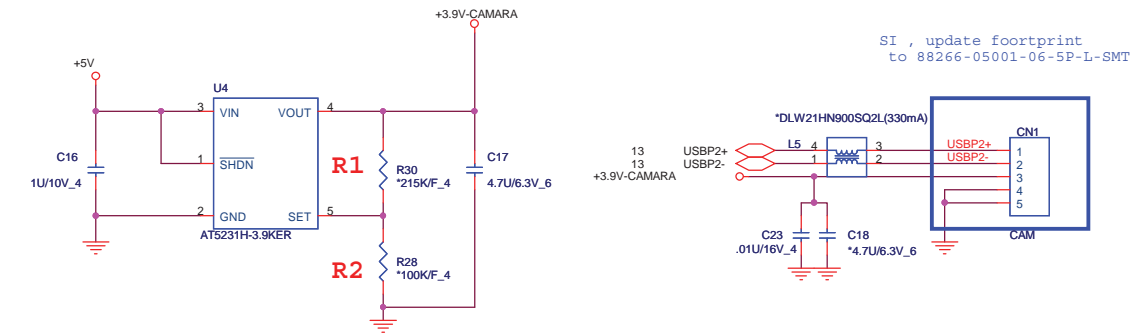 +3.9V-CAMARA
+5V
U4
3
VIN
VOUT
4
C16
1U/10V_4
1
SHDN
R1
R30
*215K/F_4
C17
4.7U/6.3V_6
2
GND
SET
5
AT5231H-3.9KER
R2
R28
*100K/F_4
SI , update foortprint
to 88266-05001-06-5P-L-SMT
*DLW21HN900SQ2L(330mA)
CN1
13
USBP2+
L5
4
3
USBP2+
1
13
USBP2-
1
2
USBP2-
2
+3.9V-CAMARA
3
4
5
C23
.01U/16V_4
C18
*4.7U/6.3V_6
CAM